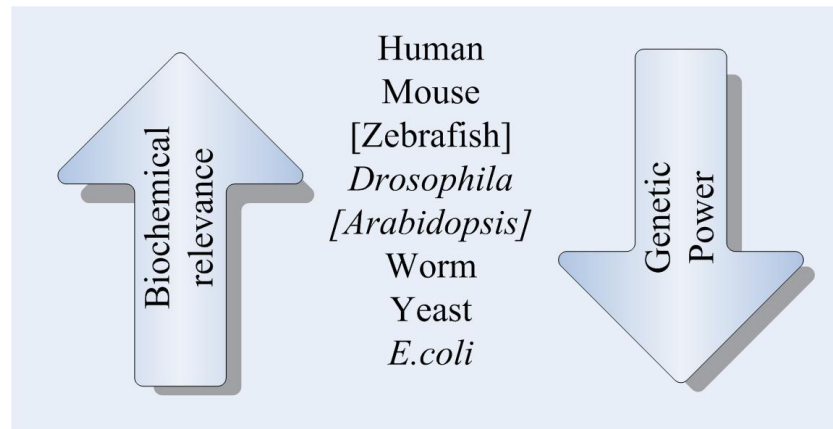 Biochemical
relevance
Human
Mouse
[Zebrafish]
Drosophila
[Arabidopsis]
Worm
Yeast
E.coli
Genetic
Power